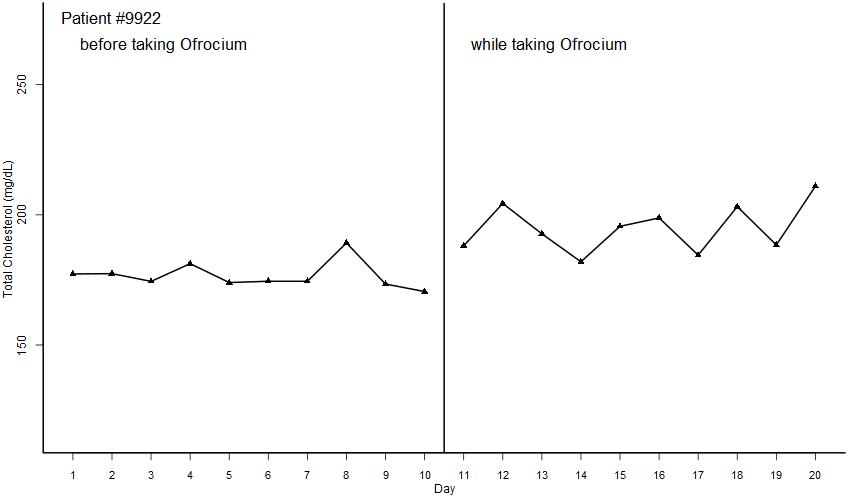 Patient #9922
before taking Ofrocium
while taking Ofrocium
250
200
150
Total Cholesterol (mg/dL)
1 2 3 4 5 6 7 8 9 10 11 12 13 14 15 16 17 18 19 20
Day